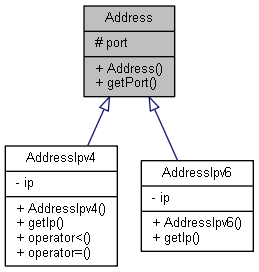 Address
# port
+ Address()
+ getPort()
AddressIpv4
- ip
+ AddressIpv4()
+ getIp()
+ operator<()
+ operator=()
AddressIpv6
- ip
+ AddressIpv6()
+ getIp()